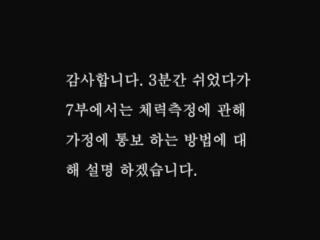 감사합니다. 3분간 쉬었다가
7부에서는 체력측정에 관해
가정에 통보 하는 방법에 대
해 설명 하겠습니다.